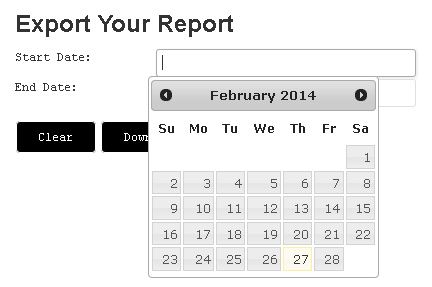 Export Your Report
Start Date:
End Date:
February 2014
Su Mo Tu We Th Fr Sa
1
2 3 4 5 6 7 8
9 10 11 12 13 14 15
16 17 18 19 20 21 22
23 24 25 26 27 28
Clear